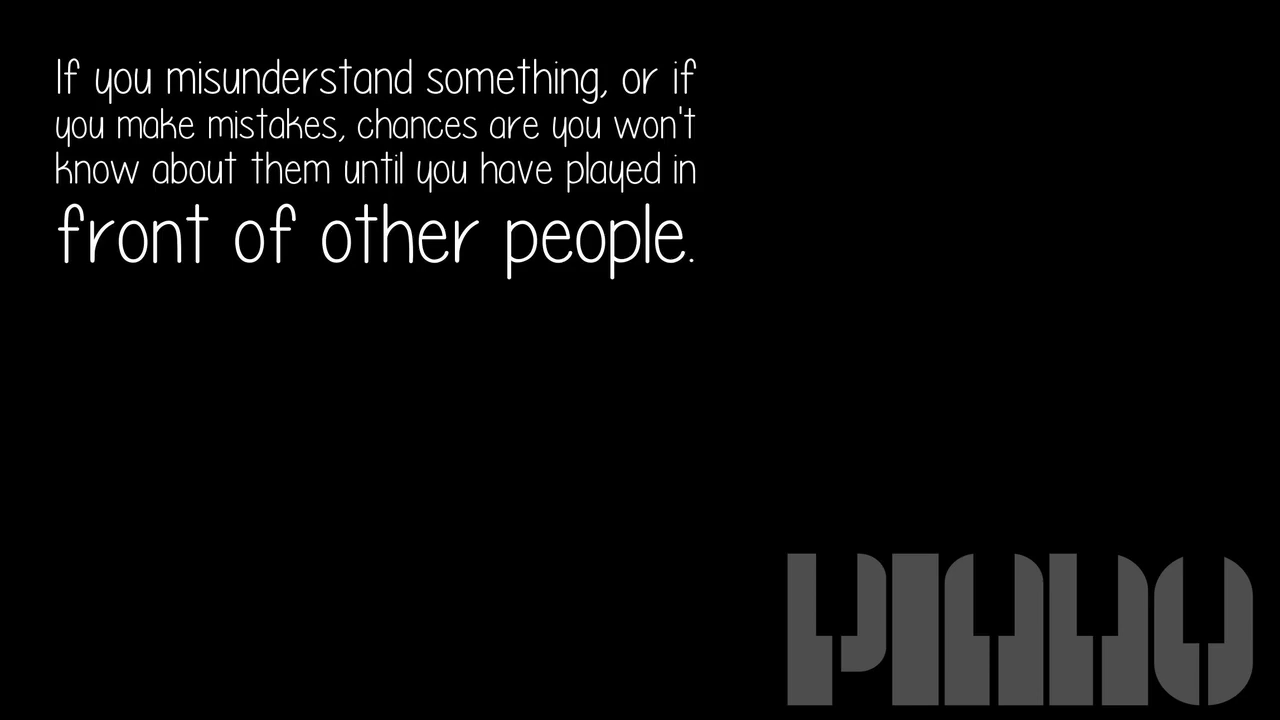 If you misunderstand something, or if
you make mistakes, chances are you won't
know about them until you have played in
front of other people.
PIANO